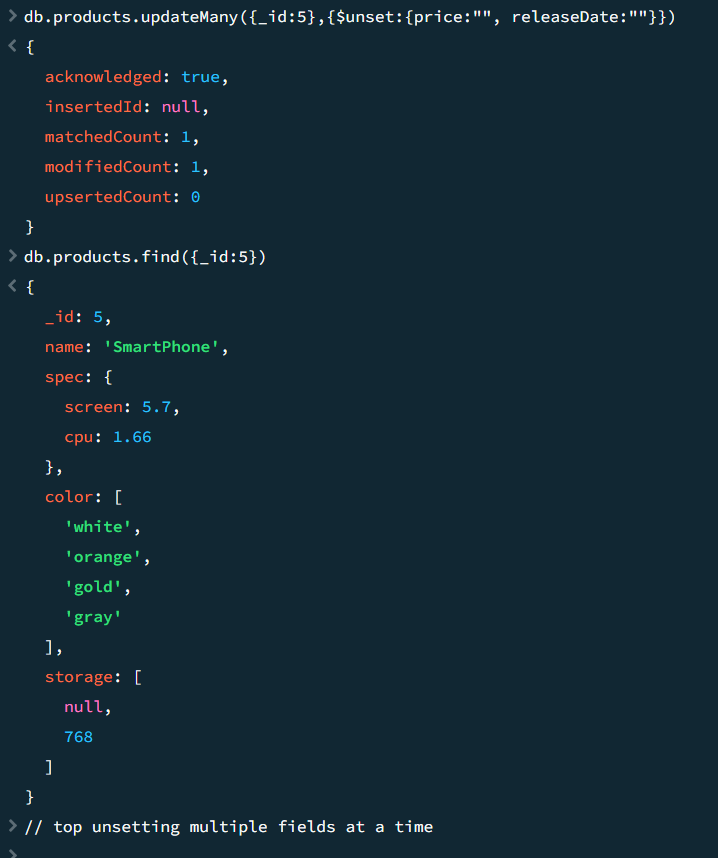 > db.products.updateMany({_id:5},{$unset:{price:"", releaseDate:""}})
< {
acknowledged: true,
insertedId: null,
matchedCount: 1,
modifiedCount: 1,
upsertedCount: 0
}
> db.products.find({_id:5})
< {
_id: 5,
name: 'SmartPhone',
spec: {
screen: 5.7,
cpu: 1.66
},
color: [
'white',
'orange',
'gold',
'gray'
],
storage: [
null,
768
]
}
> // top unsetting multiple fields at a time
>